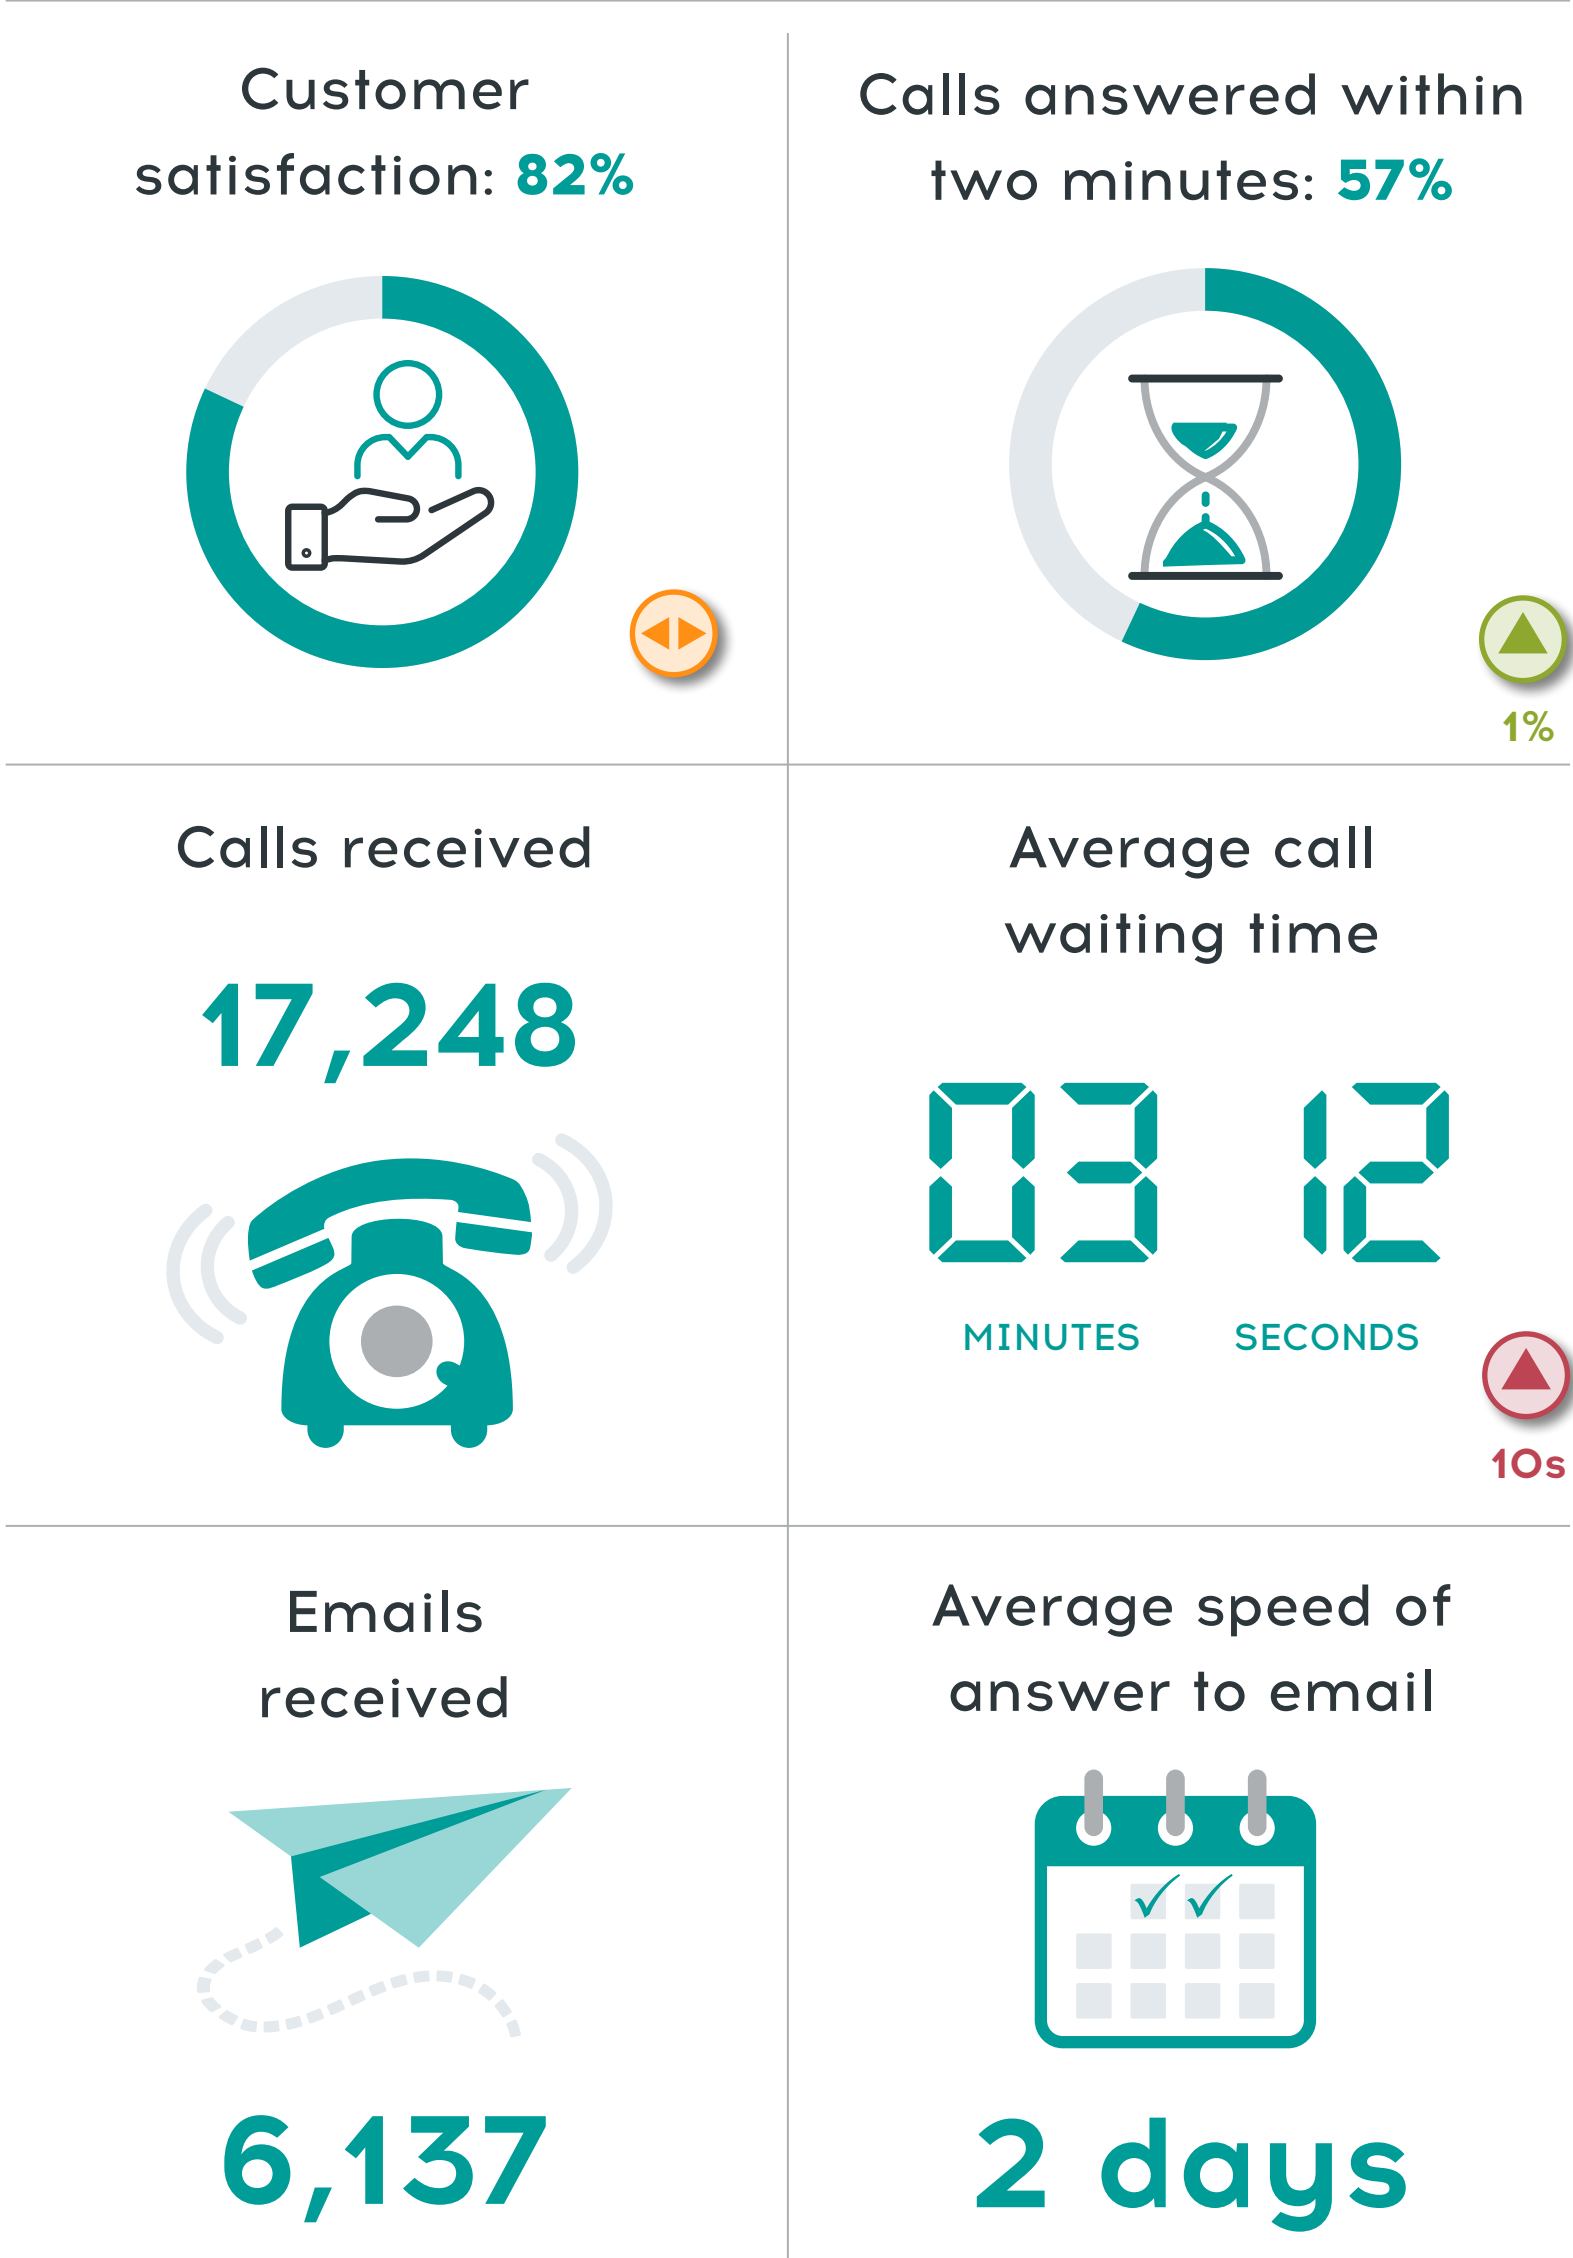 Customer
satisfaction: 82%
Calls answered within
two minutes: 57%
1%
Calls received
17,248
Average call
waiting time
03 12
MINUTES SECONDS
10s
Emails
received
6,137
Average speed of
answer to email
2 days